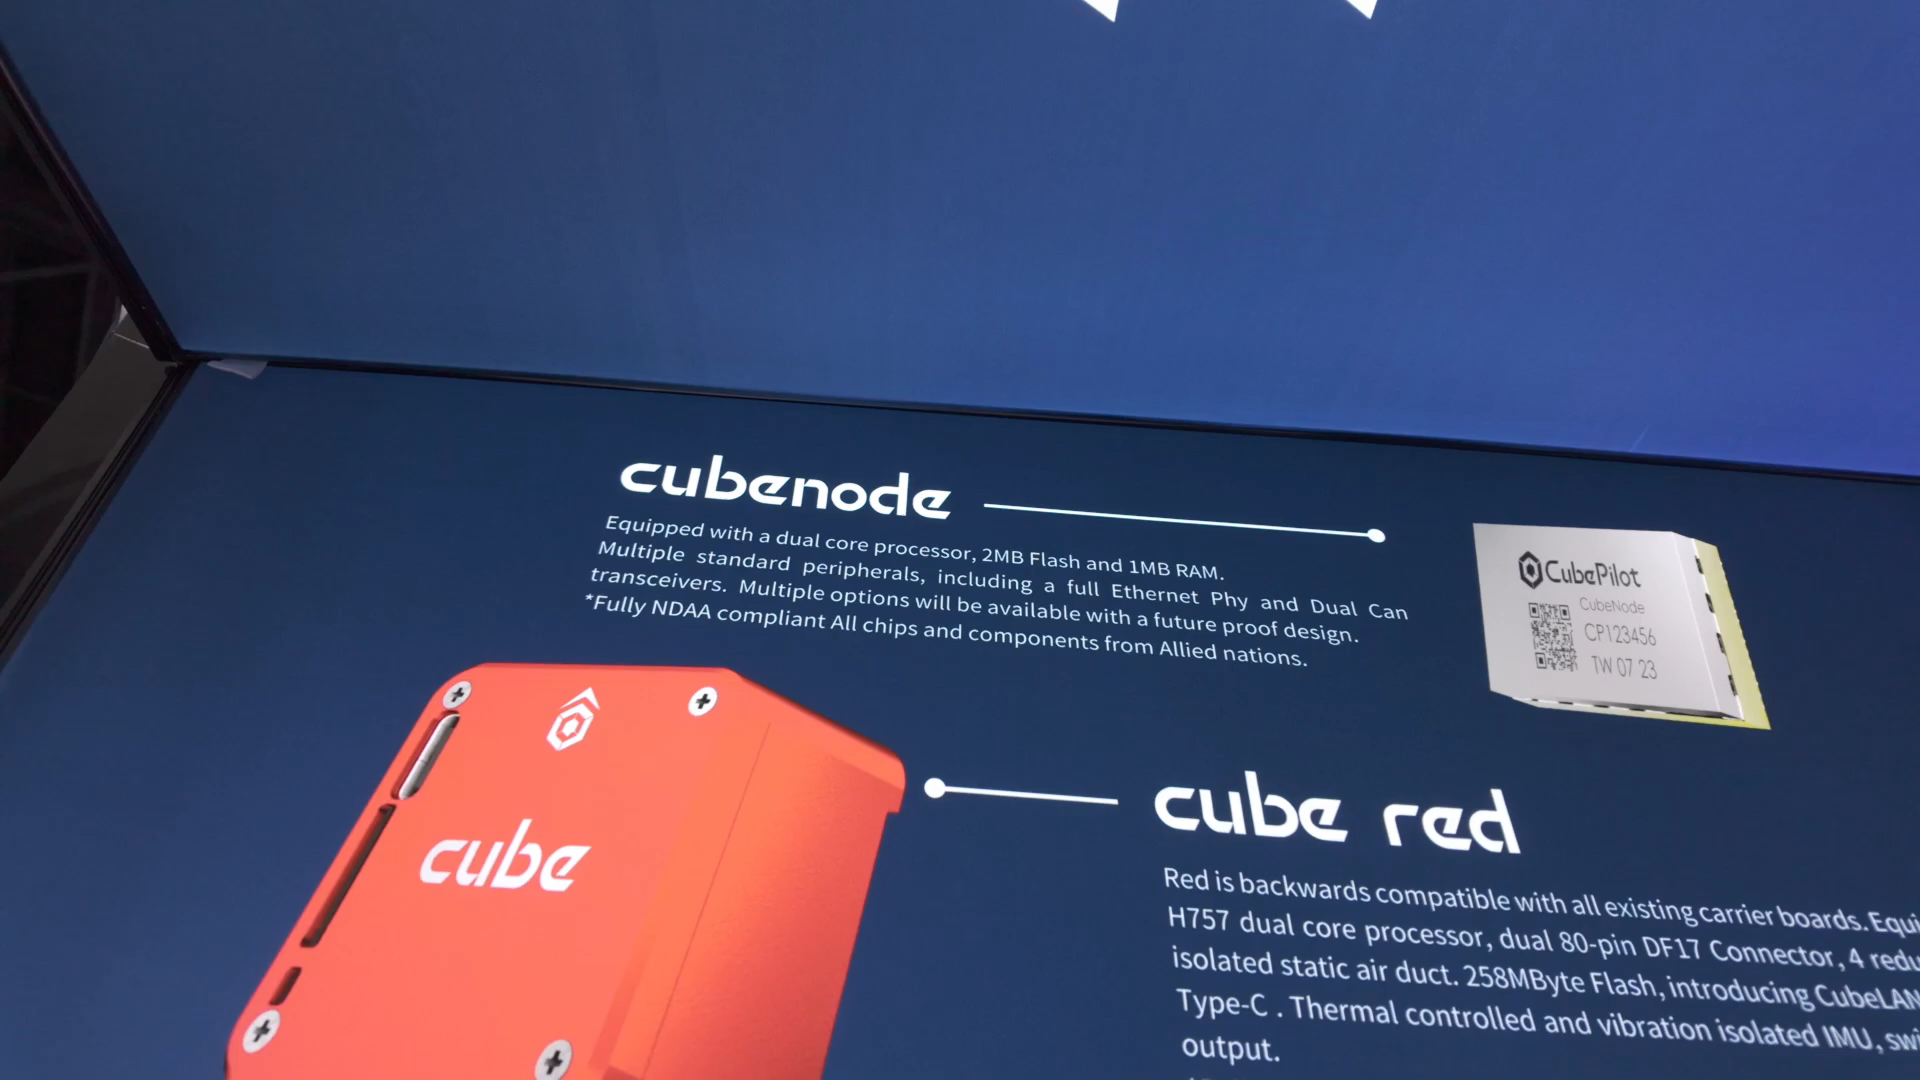 cubenode
Equipped with a dual core processor, 2MB Flash and 1MB RAM.
Multiple standard peripherals, including a full Ethernet Phy and Dual Can
transceivers. Multiple options will be available with a future proof design.
*Fully NDAA compliant All chips and components from Allied nations.
CubePilot
CubeNode
CP123456
TW 07 23
cube
cube red
Red is backwards compatible with all existing carrier boards.
H757 dual core processor, dual 80-pin DF17 Connector, 4
isolated static air duct. 258MByte Flash, introducing CubeLAN
Type-C . Thermal controlled and vibration isolated IMU,
output.